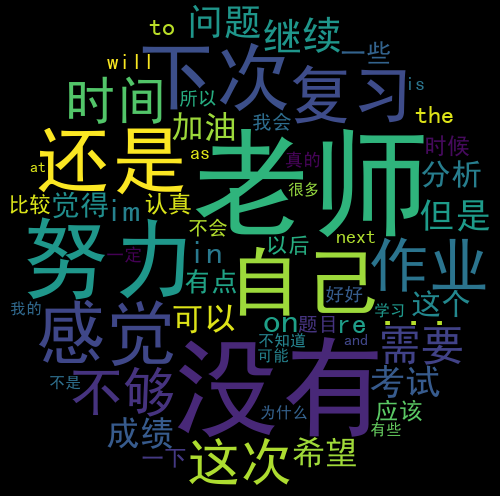 to 问题 继续 一些
will 下次 复习 is
时间 所以 加油 我会 the
还是 老师 真的 时候
at as 很多 分析
比较 觉得 im 认真 不会 next 但是
努力 一定 in 自己 以后 作业
我的 有点 好好 学习 这个
感觉 可以 on 题目 re ...
没有 不知道 and 需要
不是 不够 可能 考试
成绩 为什么 应该
一下 这次 希望 有些